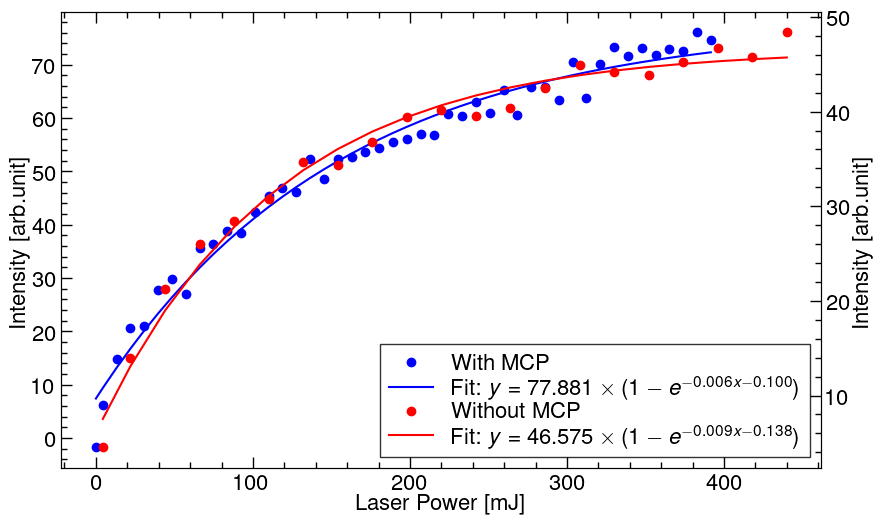 Intensity [arb.unit]
0
10
20
30
40
50
60
70
0
100
200
300
400
Laser Power [mJ]
10
20
30
40
50
Intensity [arb.unit]
With MCP
Fit: y = 77.881 × (1 − e^{−0.006x−0.100})
Without MCP
Fit: y = 46.575 × (1 − e^{−0.009x−0.138})